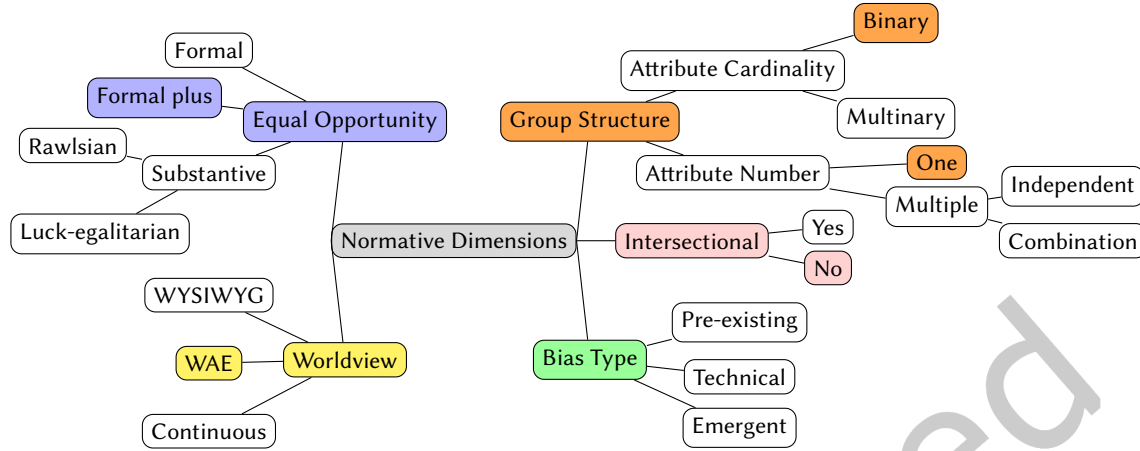 Binary
Formal
Attribute Cardinality
Formal plus
Equal Opportunity
Group Structure
Multinary
Rawlsian
Substantive
Attribute Number
One
Independent
Multiple
Luck-egalitarian
Normative Dimensions
Intersectional
Yes
Combination
No
WYSIWYG
Pre-existing
WAE
Worldview
Bias Type
Technical
Continuous
Emergent
ed